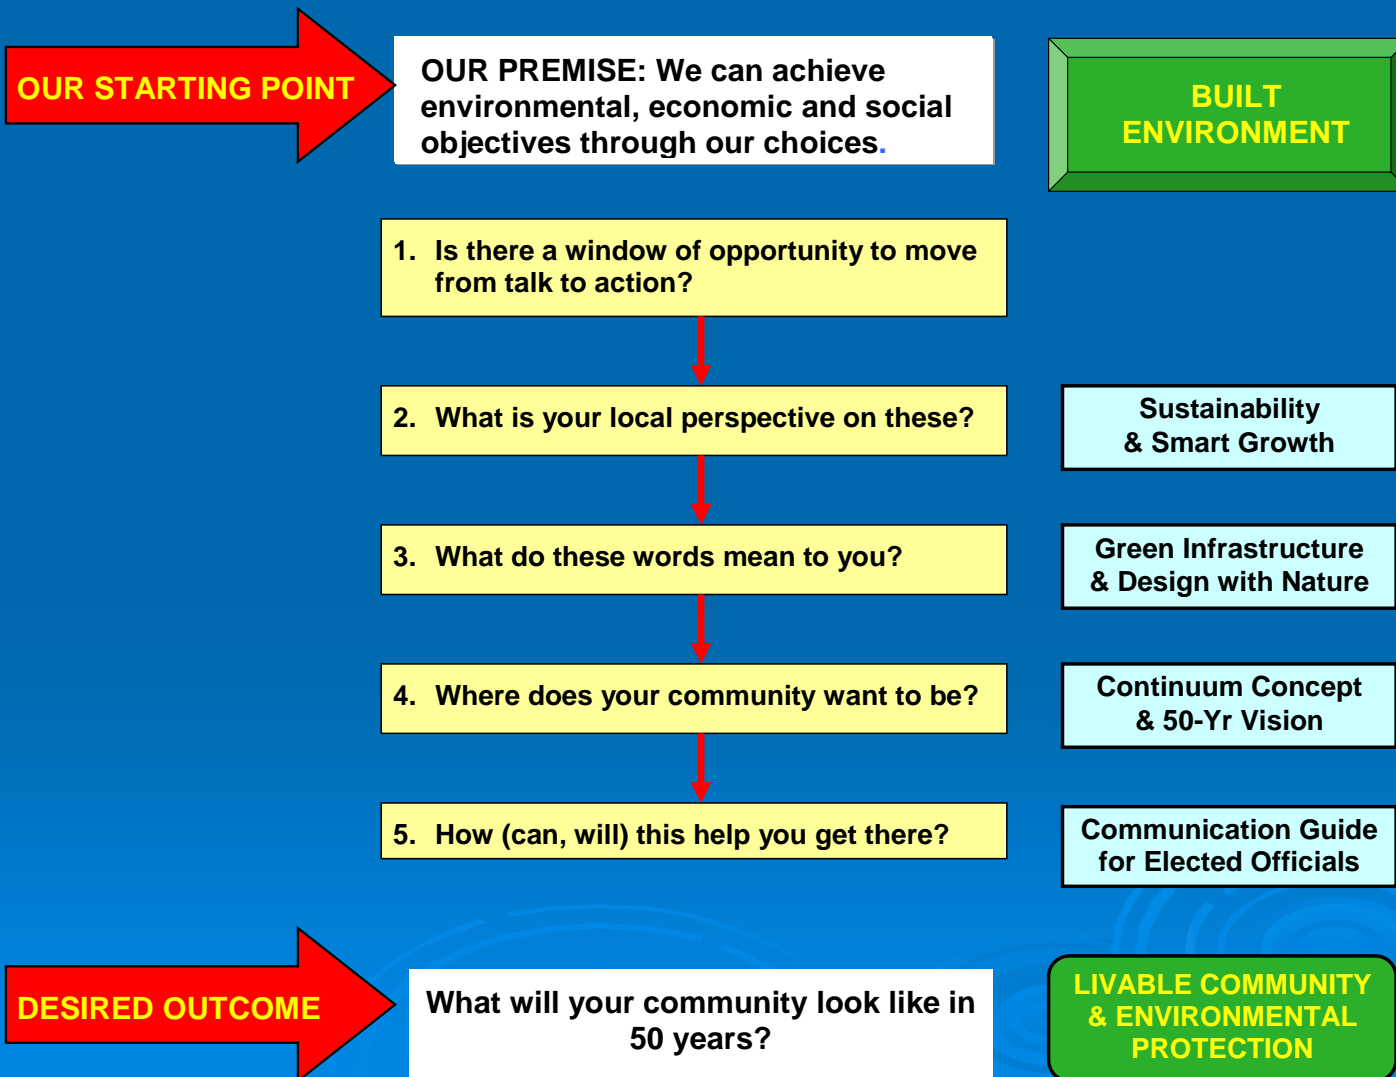 OUR STARTING POINT
OUR PREMISE: We can achieve
environmental, economic and social
objectives through our choices.
BUILT
ENVIRONMENT
1. Is there a window of opportunity to move
from talk to action?
2. What is your local perspective on these?
Sustainability
& Smart Growth
3. What do these words mean to you?
Green Infrastructure
& Design with Nature
4. Where does your community want to be?
Continuum Concept
& 50-Yr Vision
5. How (can, will) this help you get there?
Communication Guide
for Elected Officials
DESIRED OUTCOME
What will your community look like in
50 years?
LIVABLE COMMUNITY
& ENVIRONMENTAL
PROTECTION